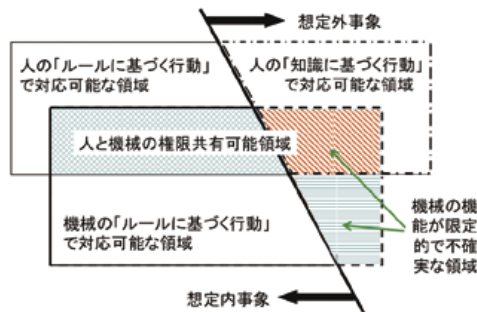 想定外事象
人の「ルールに基づく行動」
で対応可能な領域
人の「知識に基づく行動」
で対応可能な領域
人と機械の権限共有可能領域
機械の「ルールに基づく行動」
で対応可能な領域
機械の機
能が限定
的で不確
実な領域
想定内事象